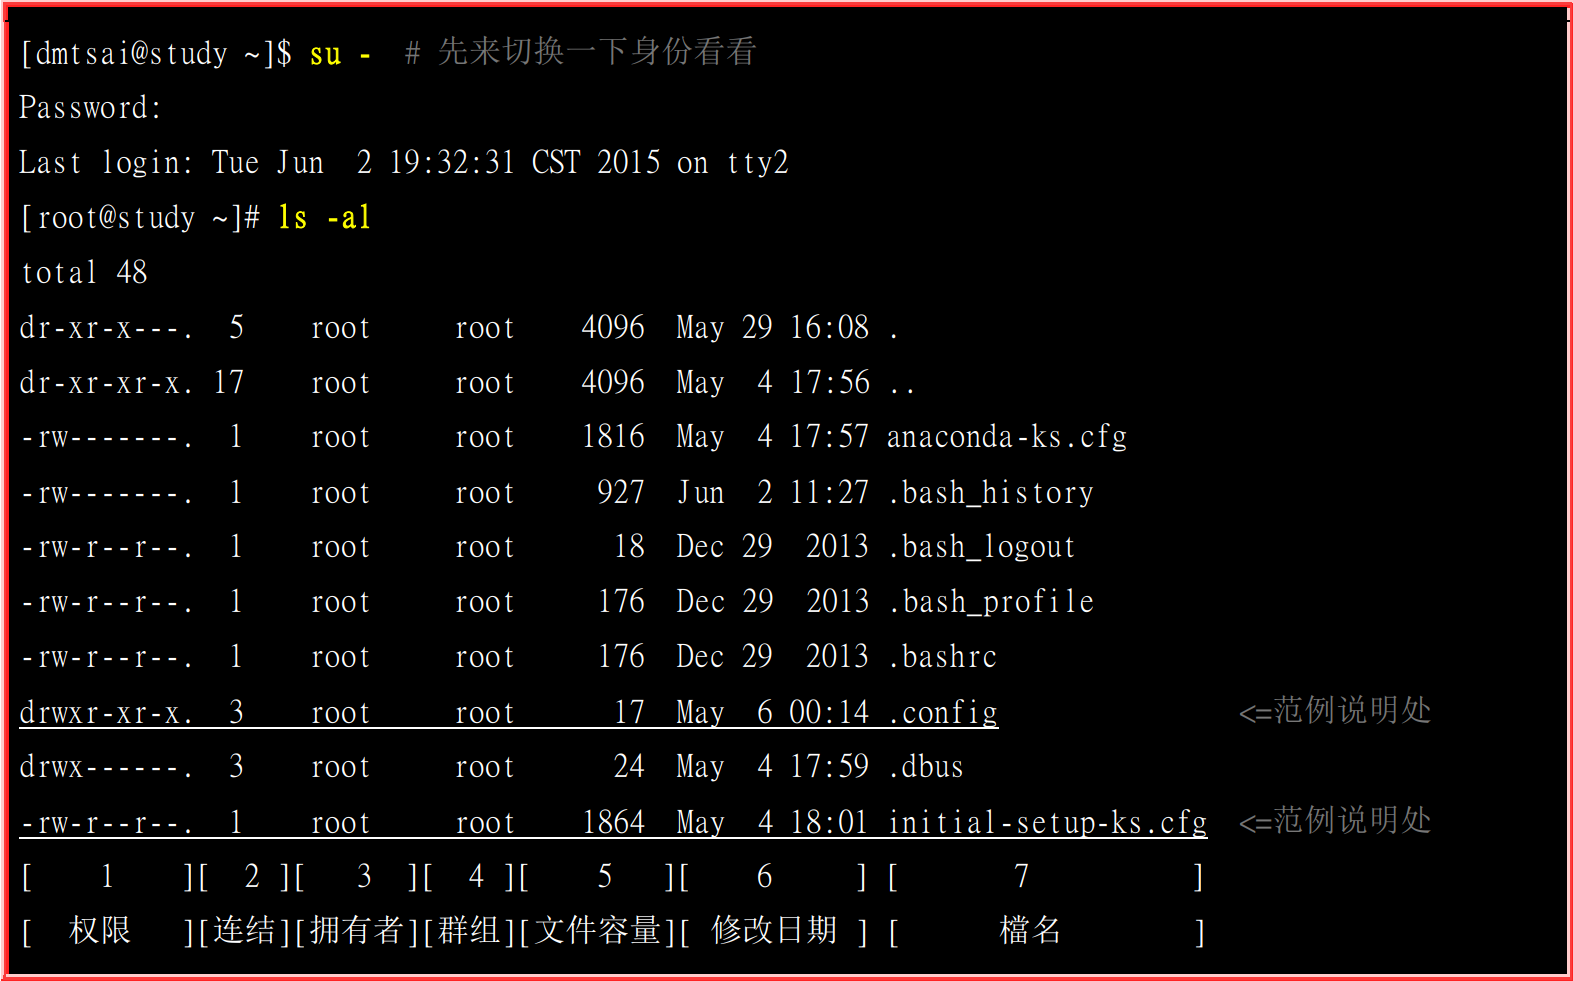 [dmtsai@study ~]$ su -  # 先来切换一下身份看看
Password:
Last login: Tue Jun  2 19:32:31 CST 2015 on tty2
[root@study ~]# ls -al
total 48
dr-xr-x---.  5    root     root    4096  May 29 16:08 .
dr-xr-xr-x. 17    root     root    4096  May  4 17:56 ..
-rw-------.  1    root     root    1816  May  4 17:57 anaconda-ks.cfg
-rw-------.  1    root     root     927  Jun  2 11:27 .bash_history
-rw-r--r--.  1    root     root      18  Dec 29  2013 .bash_logout
-rw-r--r--.  1    root     root     176  Dec 29  2013 .bash_profile
-rw-r--r--.  1    root     root     176  Dec 29  2013 .bashrc
drwxr-xr-x.  3    root     root      17  May  6 00:14 .config               <=范例说明处
drwx------.  3    root     root      24  May  4 17:59 .dbus
-rw-r--r--.  1    root     root    1864  May  4 18:01 initial-setup-ks.cfg  <=范例说明处
[    1    ][  2 ][   3  ][  4 ][    5   ][    6     ] [       7          ]
[  权限   ][连结][拥有者][群组][文件容量][ 修改日期 ] [      檔名        ]